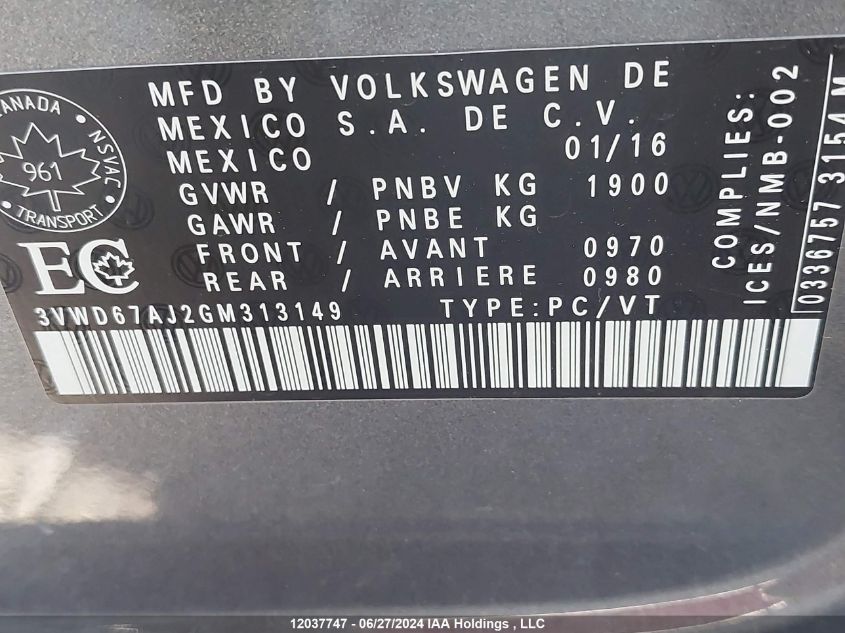 MFD BY VOLKSWAGEN DE
MEXICO S.A. DE C.V.
MEXICO 01/16
GVWR / PNBV KG 1900
GAWR / PNBE KG
FRONT / AVANT 0970
REAR / ARRIERE 0980
3VWD67AJ2GM313149 TYPE:PC/VT
CANADA
NSVAC
961
TRANSPORT
EC
COMPLIES:
ICES/NMB-002
0336757 3154 M
12037747 - 06/27/2024 IAA Holdings , LLC